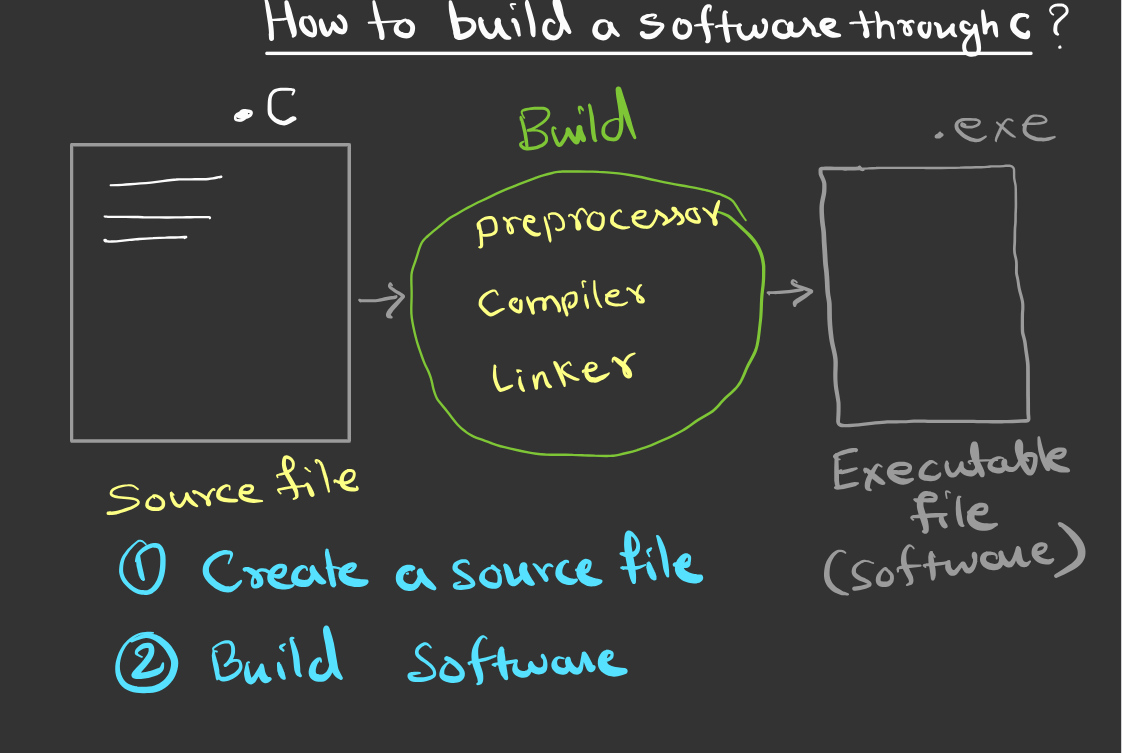 How to build a software through C ?
.C
Build
.exe
preprocessor
Compiler
Linker
Source file
Executable
file
(software)
① Create a source file
② Build Software